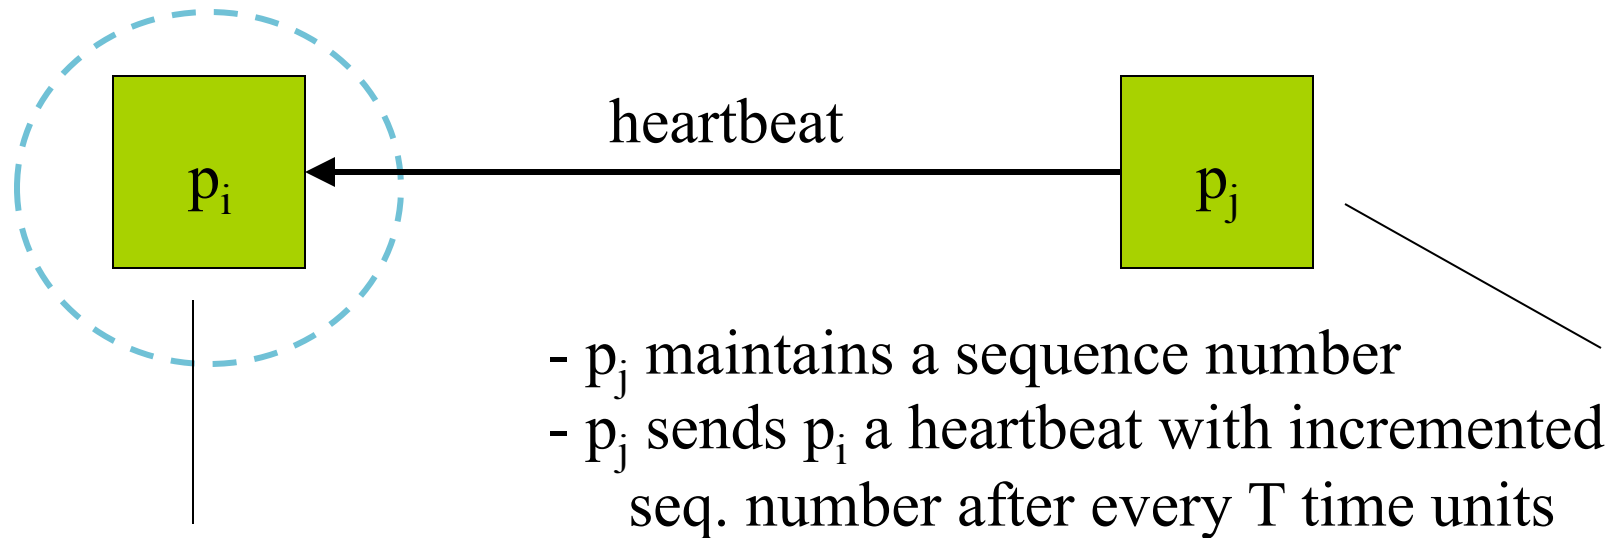 heartbeat
pi
pj
- pj maintains a sequence number
- pj sends pi a heartbeat with incremented
seq. number after every T time units